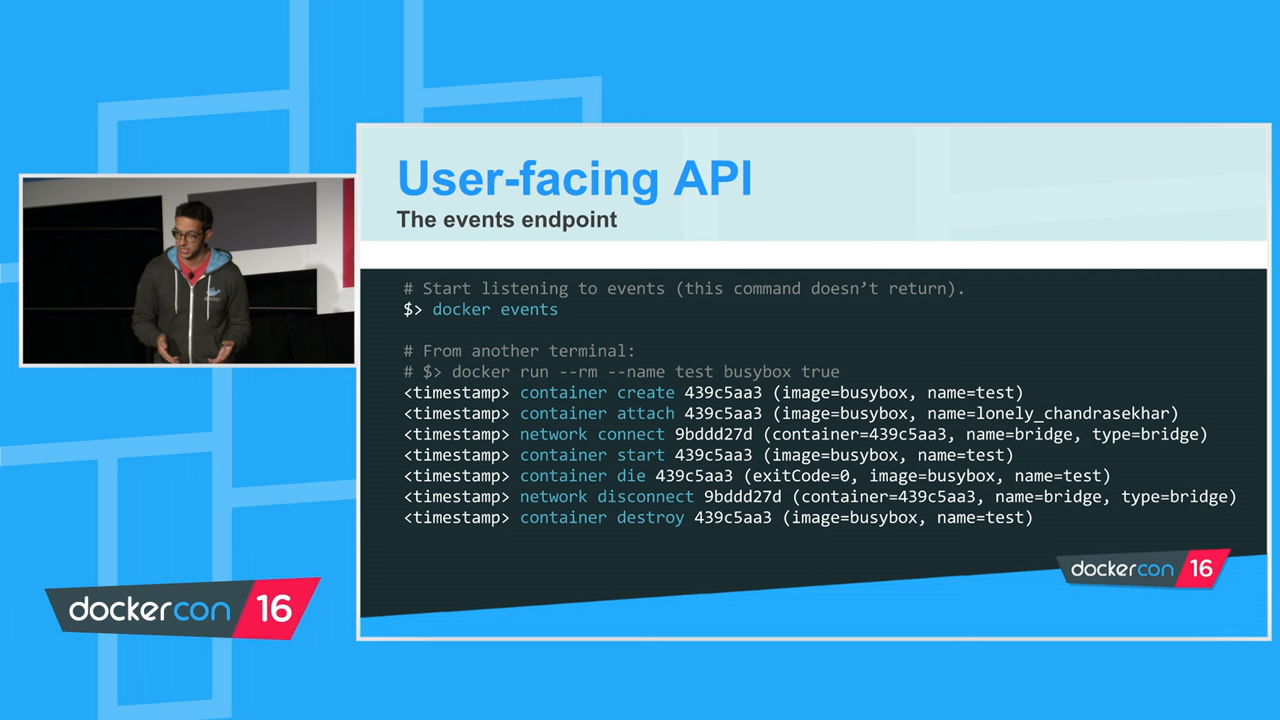 User-facing API
The events endpoint
# Start listening to events (this command doesn’t return).
$> docker events
# From another terminal:
# $> docker run --rm --name test busybox true
<timestamp> container create 439c5aa3 (image=busybox, name=test)
<timestamp> container attach 439c5aa3 (image=busybox, name=lonely_chandrasekhar)
<timestamp> network connect 9bddd27d (container=439c5aa3, name=bridge, type=bridge)
<timestamp> container start 439c5aa3 (image=busybox, name=test)
<timestamp> container die 439c5aa3 (exitCode=0, image=busybox, name=test)
<timestamp> network disconnect 9bddd27d (container=439c5aa3, name=bridge, type=bridge)
<timestamp> container destroy 439c5aa3 (image=busybox, name=test)
dockercon 16
dockercon 16